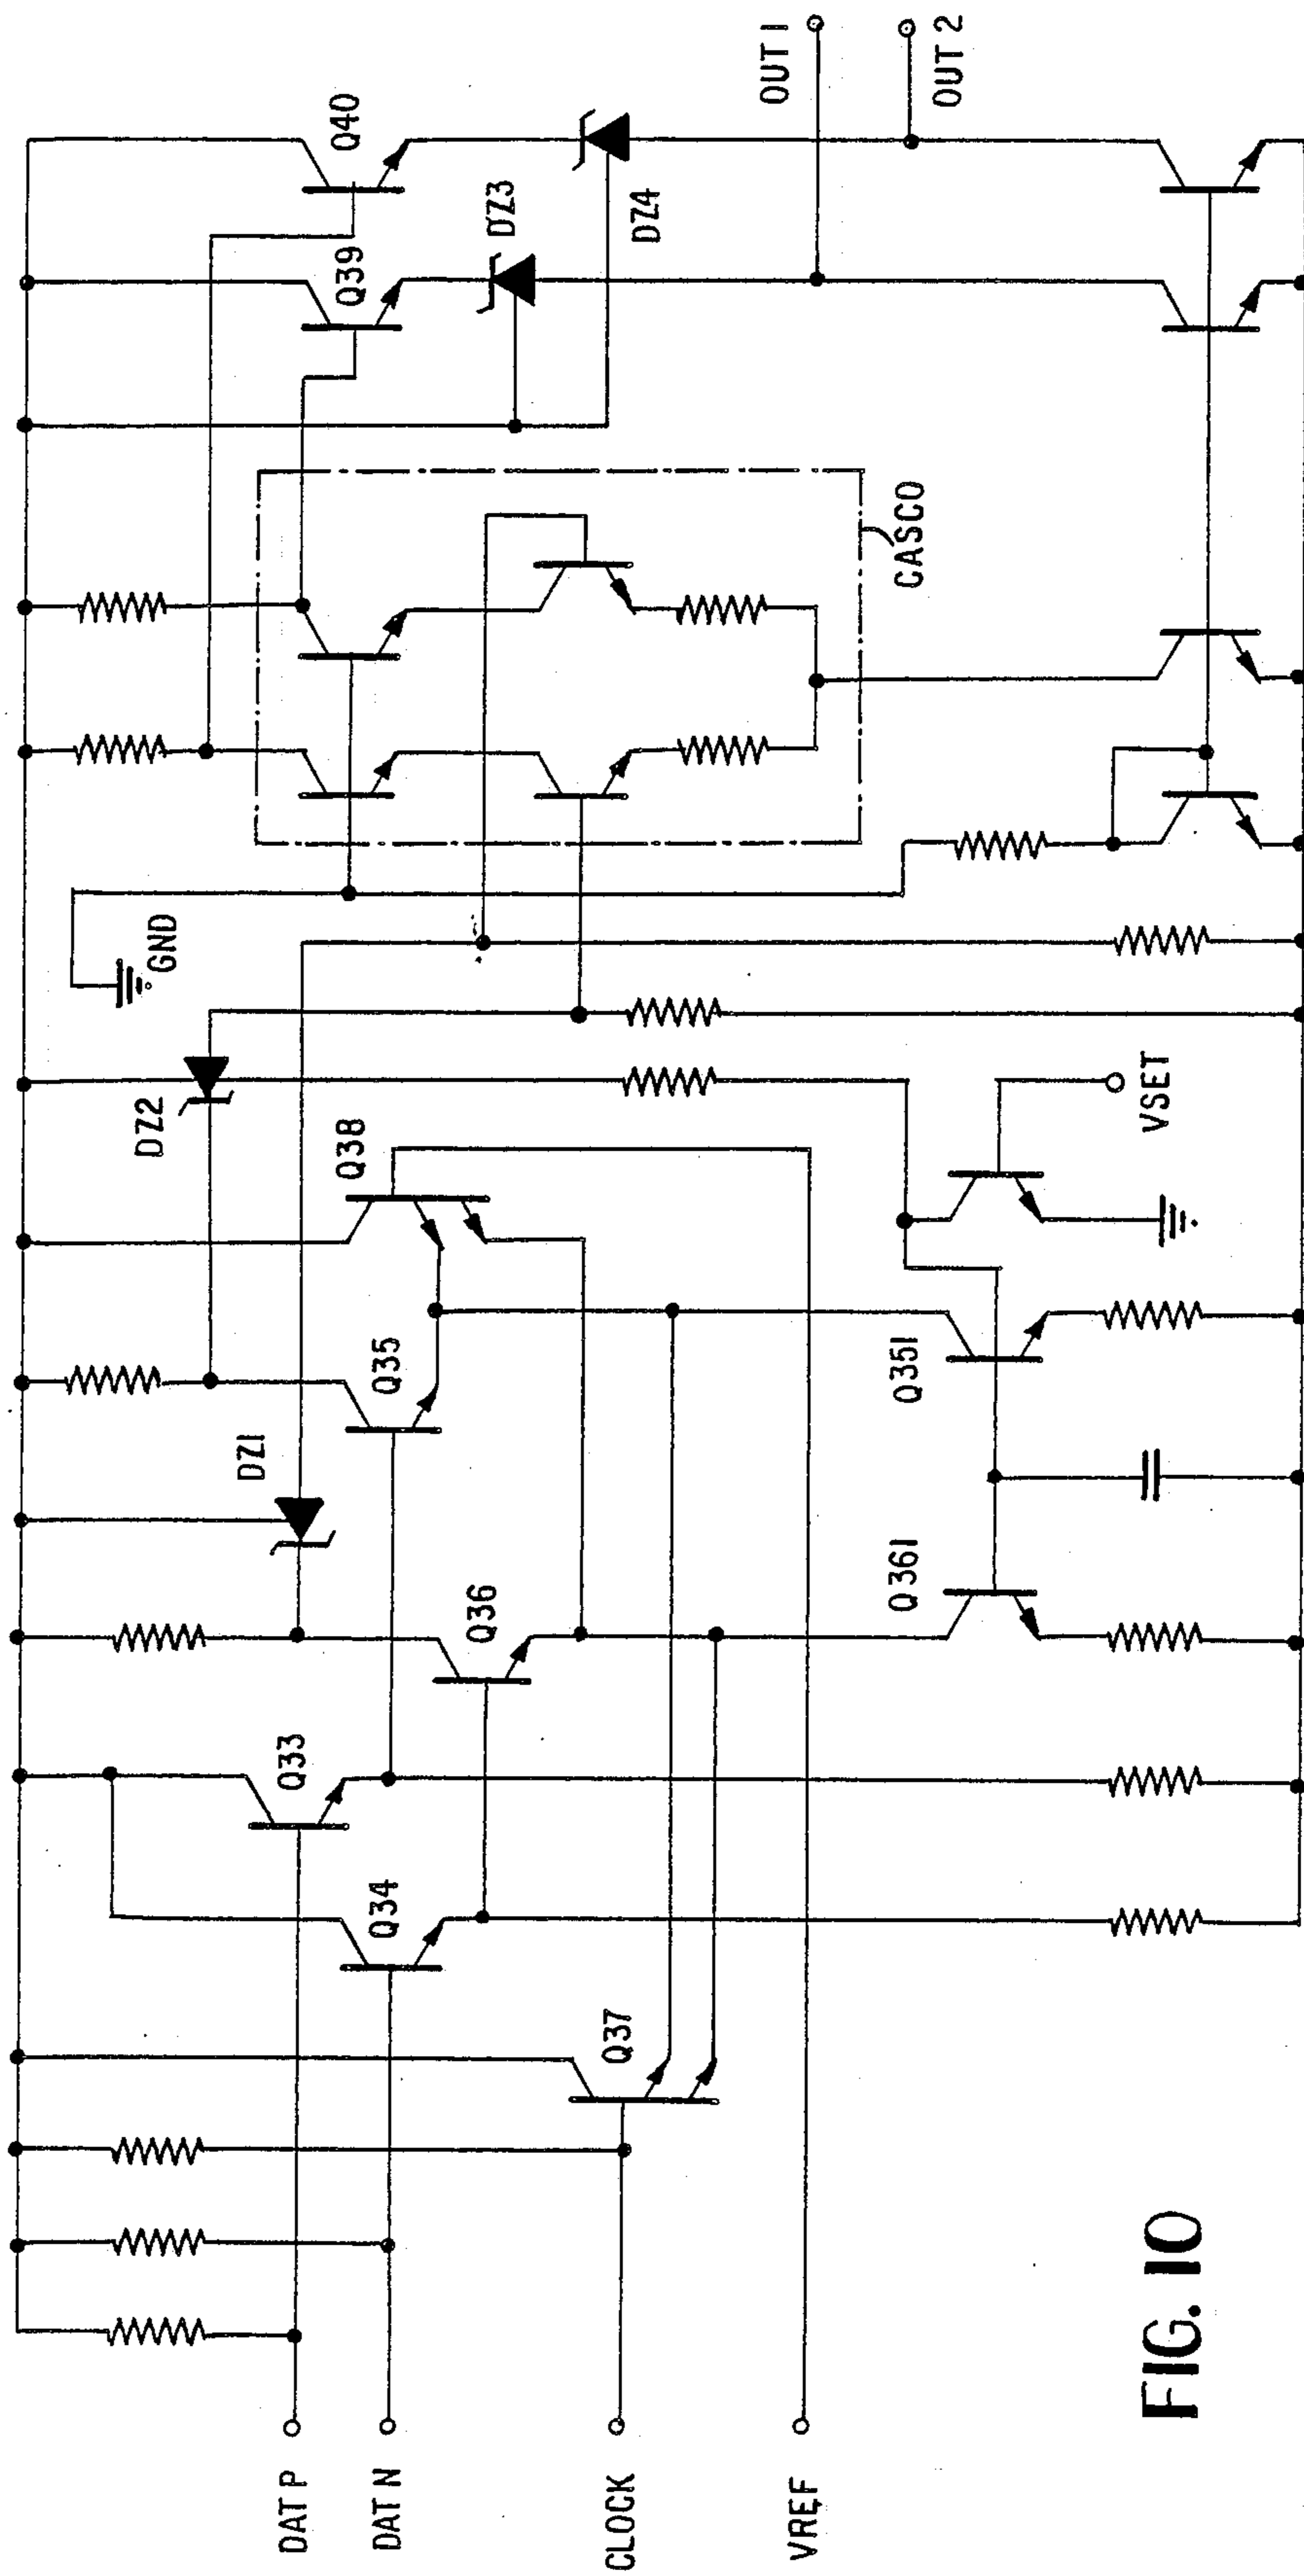 DAT P
DAT N
CLOCK
VREF
Q37
Q34
Q33
Q36
DZ1
Q35
Q38
DZ2
GND
Q361
Q351
VSET
CASCO
Q39
Q40
DZ3
DZ4
OUT 1
OUT 2
FIG. 10